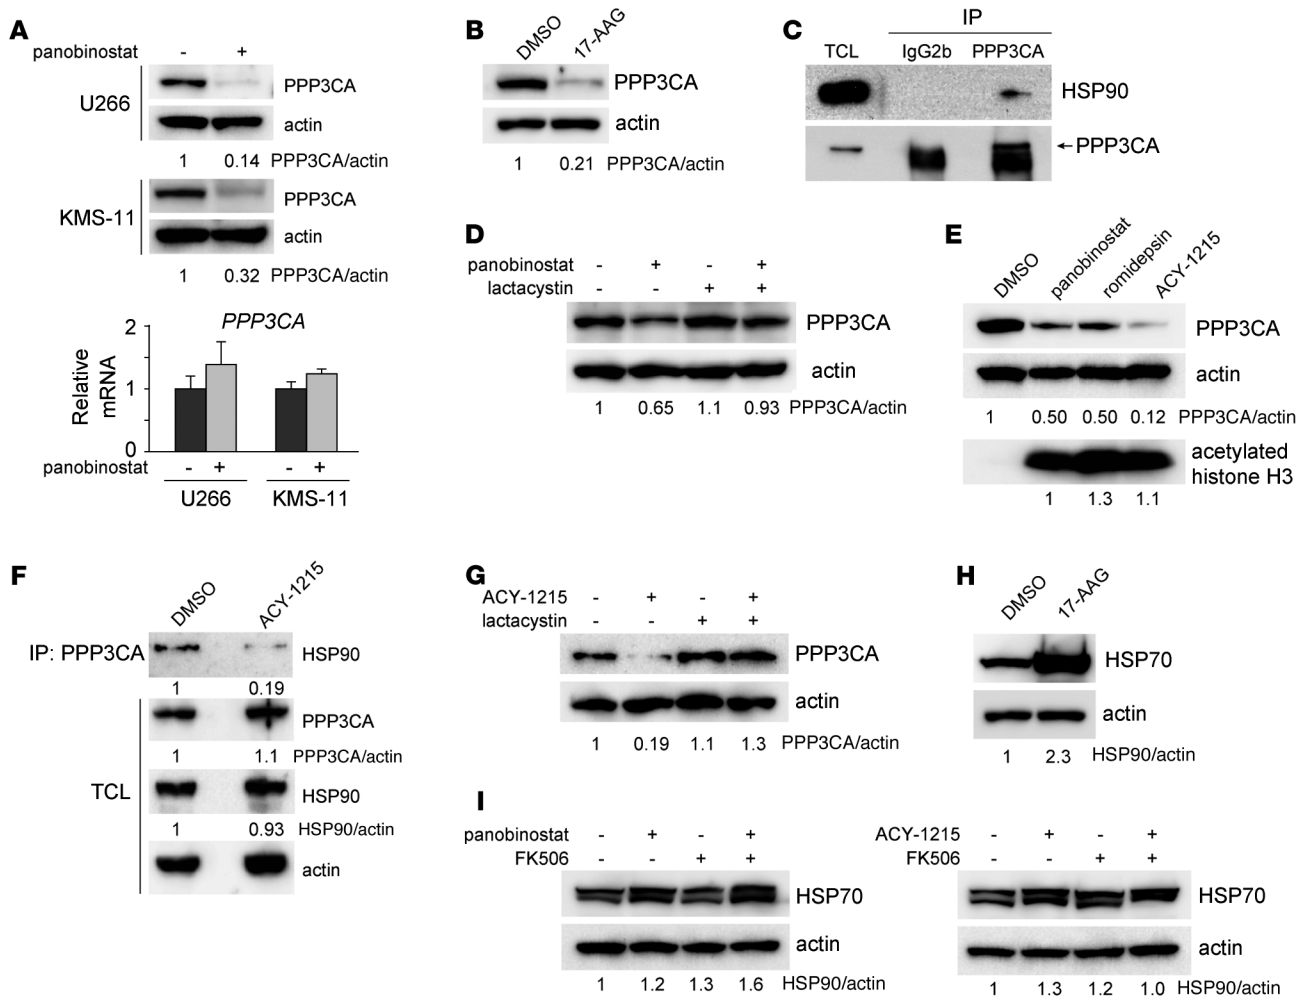 A
panobinostat - +
U266
PPP3CA
actin
1 0.14 PPP3CA/actin
KMS-11
PPP3CA
actin
1 0.32 PPP3CA/actin
PPP3CA
Relative mRNA
2
1
0
panobinostat - + - +
U266 KMS-11
B
DMSO 17-AAG
PPP3CA
actin
1 0.21 PPP3CA/actin
C
IP
TCL IgG2b PPP3CA
HSP90
←PPP3CA
D
panobinostat - + - +
lactacystin - - + +
PPP3CA
actin
1 0.65 1.1 0.93 PPP3CA/actin
E
DMSO panobinostat romidepsin ACY-1215
PPP3CA
actin
1 0.50 0.50 0.12 PPP3CA/actin
acetylated
histone H3
1 1.3 1.1
F
DMSO ACY-1215
IP: PPP3CA HSP90
1 0.19
TCL
PPP3CA
1 1.1 PPP3CA/actin
HSP90
1 0.93 HSP90/actin
actin
G
ACY-1215 - + - +
lactacystin - - + +
PPP3CA
actin
1 0.19 1.1 1.3 PPP3CA/actin
H
DMSO 17-AAG
HSP70
actin
1 2.3 HSP90/actin
I
panobinostat - + - +
FK506 - - + +
HSP70
actin
1 1.2 1.3 1.6 HSP90/actin
ACY-1215 - + - +
FK506 - - + +
HSP70
actin
1 1.3 1.2 1.0 HSP90/actin